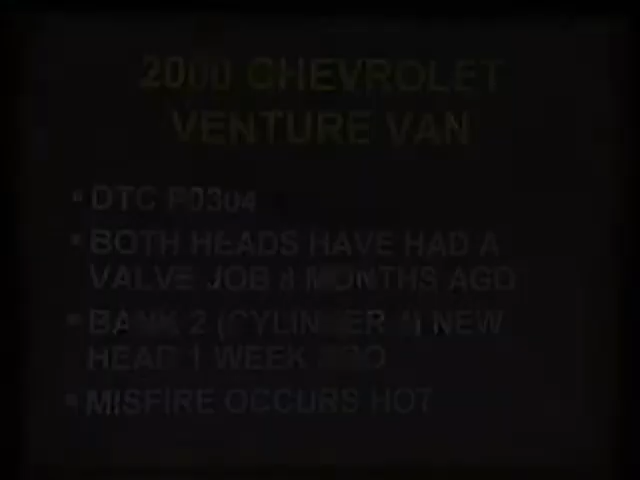 2000 CHEVROLET
VENTURE VAN
DTC P0304
BOTH HEADS HAVE HAD A
VALVE JOB MONTHS AGO
BANK 2 (CYLINDER NEW
HEAD 1 WEEK AGO
MISFIRE OCCURS HOT